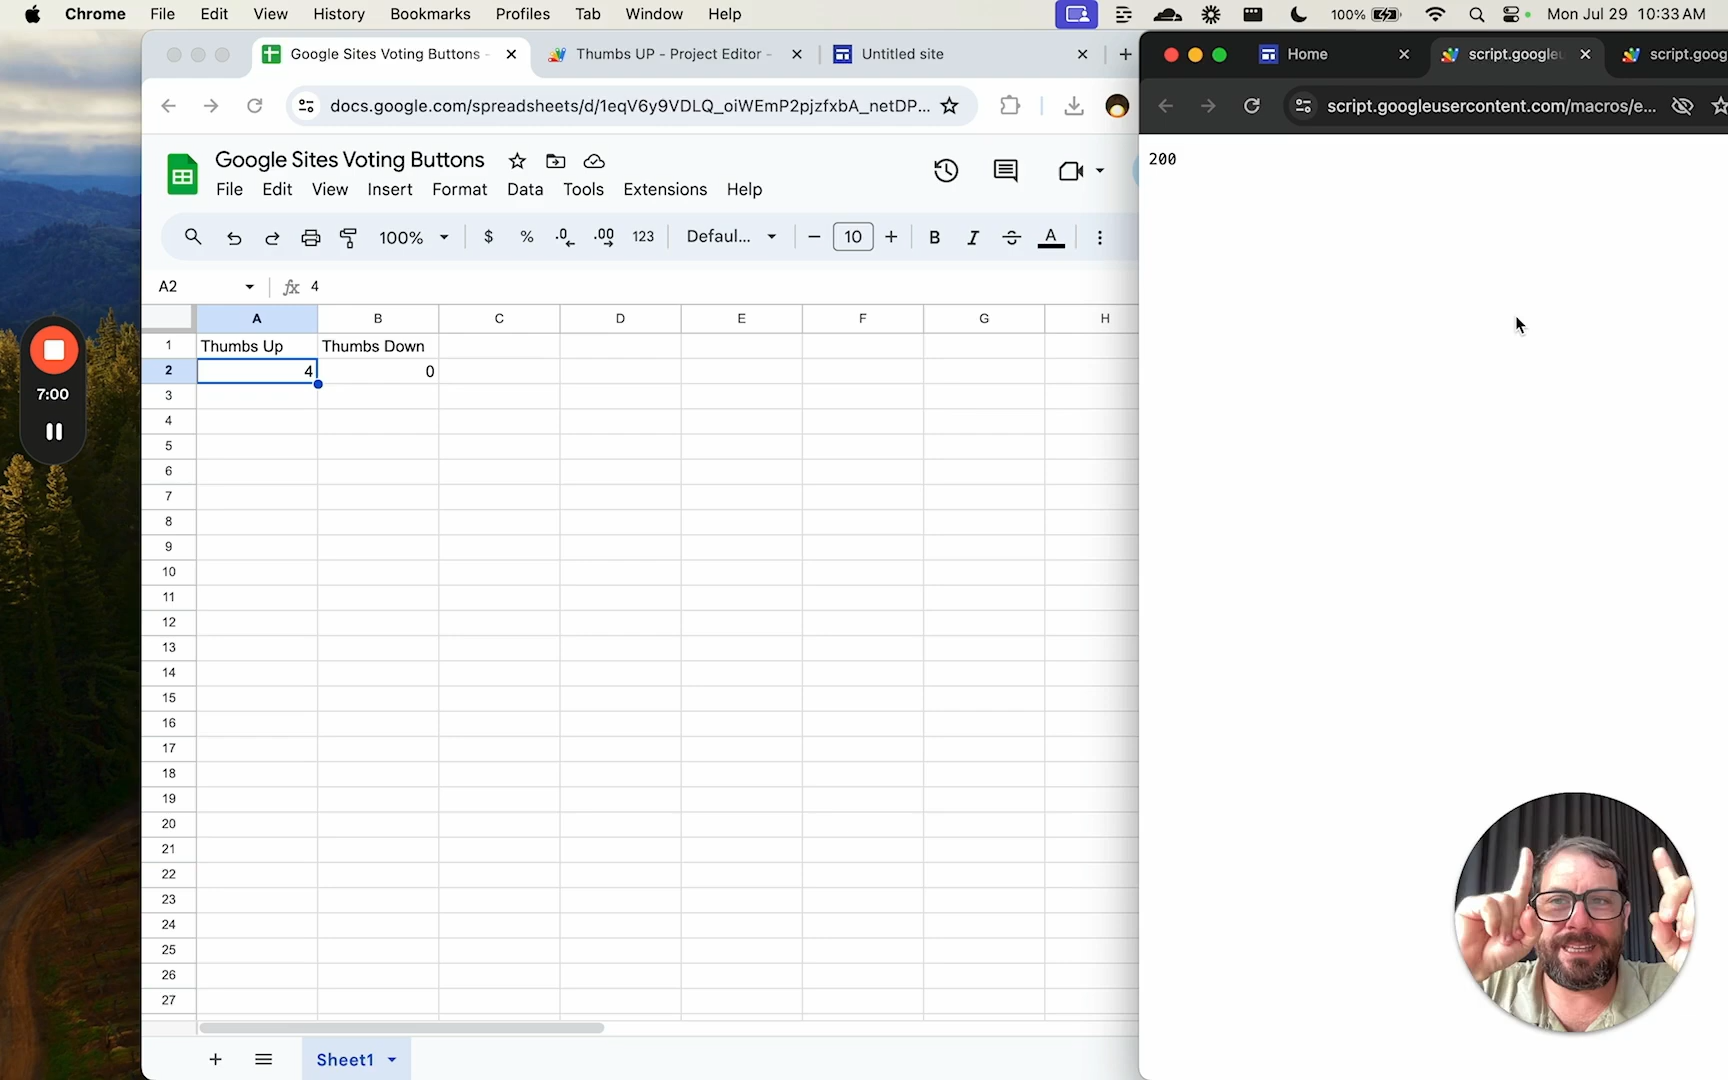 Chrome File Edit View History Bookmarks Profiles Tab Window Help 100% Mon Jul 29 10:33 AM
Google Sites Voting Buttons - Thumbs UP - Project Editor - Untitled site
Home script.googleu script.goog
docs.google.com/spreadsheets/d/1eqV6y9VDLQ_oiWEmP2pjzfxbA_netDP...
script.googleusercontent.com/macros/e...
200
Google Sites Voting Buttons
File Edit View Insert Format Data Tools Extensions Help
100% $ % .0 .00 123 Defaul... 10 B I S A
A2 fx 4
A B C D E F G H
1 Thumbs Up Thumbs Down
2 4 0
3
4
5
6
7
8
9
10
11
12
13
14
15
16
17
18
19
20
21
22
23
24
25
26
27
7:00
Sheet1